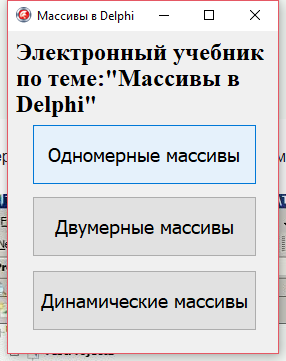 Массивы в Delphi
Электронный учебник
по теме:"Массивы в
Delphi"
Одномерные массивы
Двумерные массивы
Динамические массивы